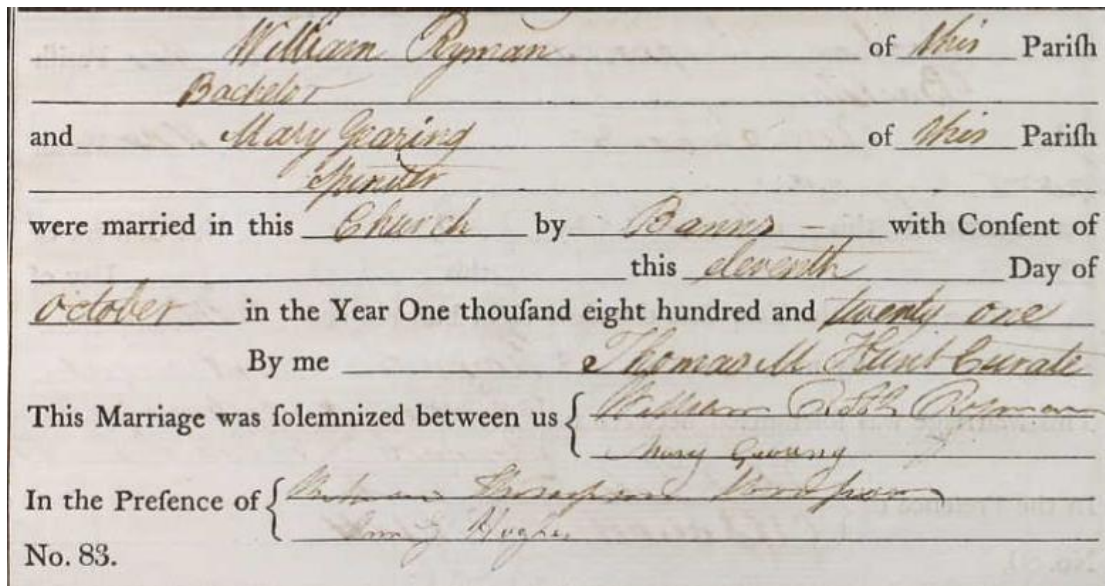 William Ryman of this Pariſh
Bachelor
and Mary Gearing of this Pariſh
Spinster
were married in this Church by Banns – with Conſent of
this eleventh Day of
October in the Year One thouſand eight hundred and twenty one
By me Thomas M. Hunt Curate
This Marriage was ſolemnized between us { William
Mary Gearing
In the Preſence of { Thompson
Hughes
No. 83.